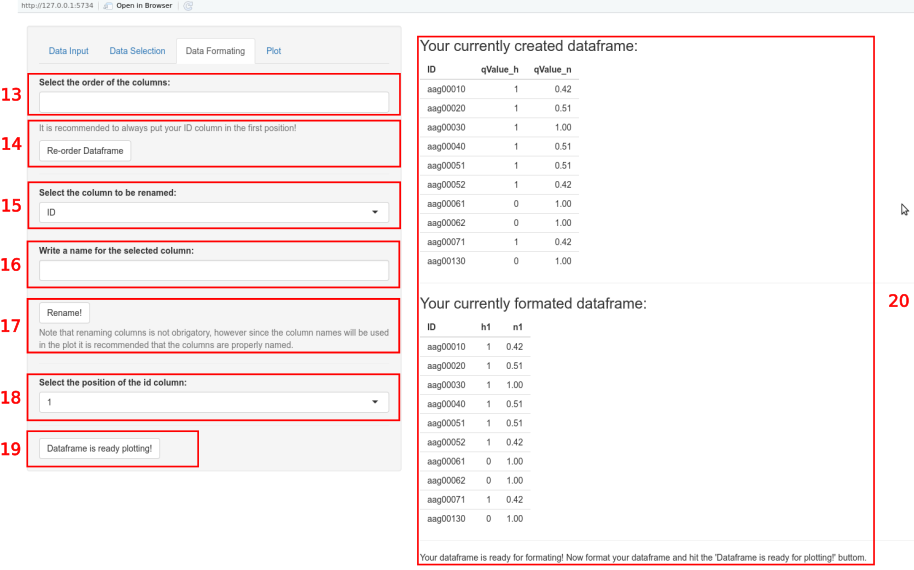 http://127.0.0.1:5734 Open in Browser
Data Input Data Selection Data Formating Plot
13 Select the order of the columns:
14 It is recommended to always put your ID column in the first position!
Re-order Dataframe
15 Select the column to be renamed:
ID
16 Write a name for the selected column:
17 Rename!
Note that renaming columns is not obrigatory, however since the column names will be used
in the plot it is recommended that the columns are properly named.
18 Select the position of the id column:
1
19 Dataframe is ready plotting!
Your currently created dataframe:
ID qValue_h qValue_n
aag00010 1 0.42
aag00020 1 0.51
aag00030 1 1.00
aag00040 1 0.51
aag00051 1 0.51
aag00052 1 0.42
aag00061 0 1.00
aag00062 0 1.00
aag00071 1 0.42
aag00130 0 1.00
20
Your currently formated dataframe:
ID h1 n1
aag00010 1 0.42
aag00020 1 0.51
aag00030 1 1.00
aag00040 1 0.51
aag00051 1 0.51
aag00052 1 0.42
aag00061 0 1.00
aag00062 0 1.00
aag00071 1 0.42
aag00130 0 1.00
Your dataframe is ready for formating! Now format your dataframe and hit the 'Dataframe is ready for plotting!' buttom.